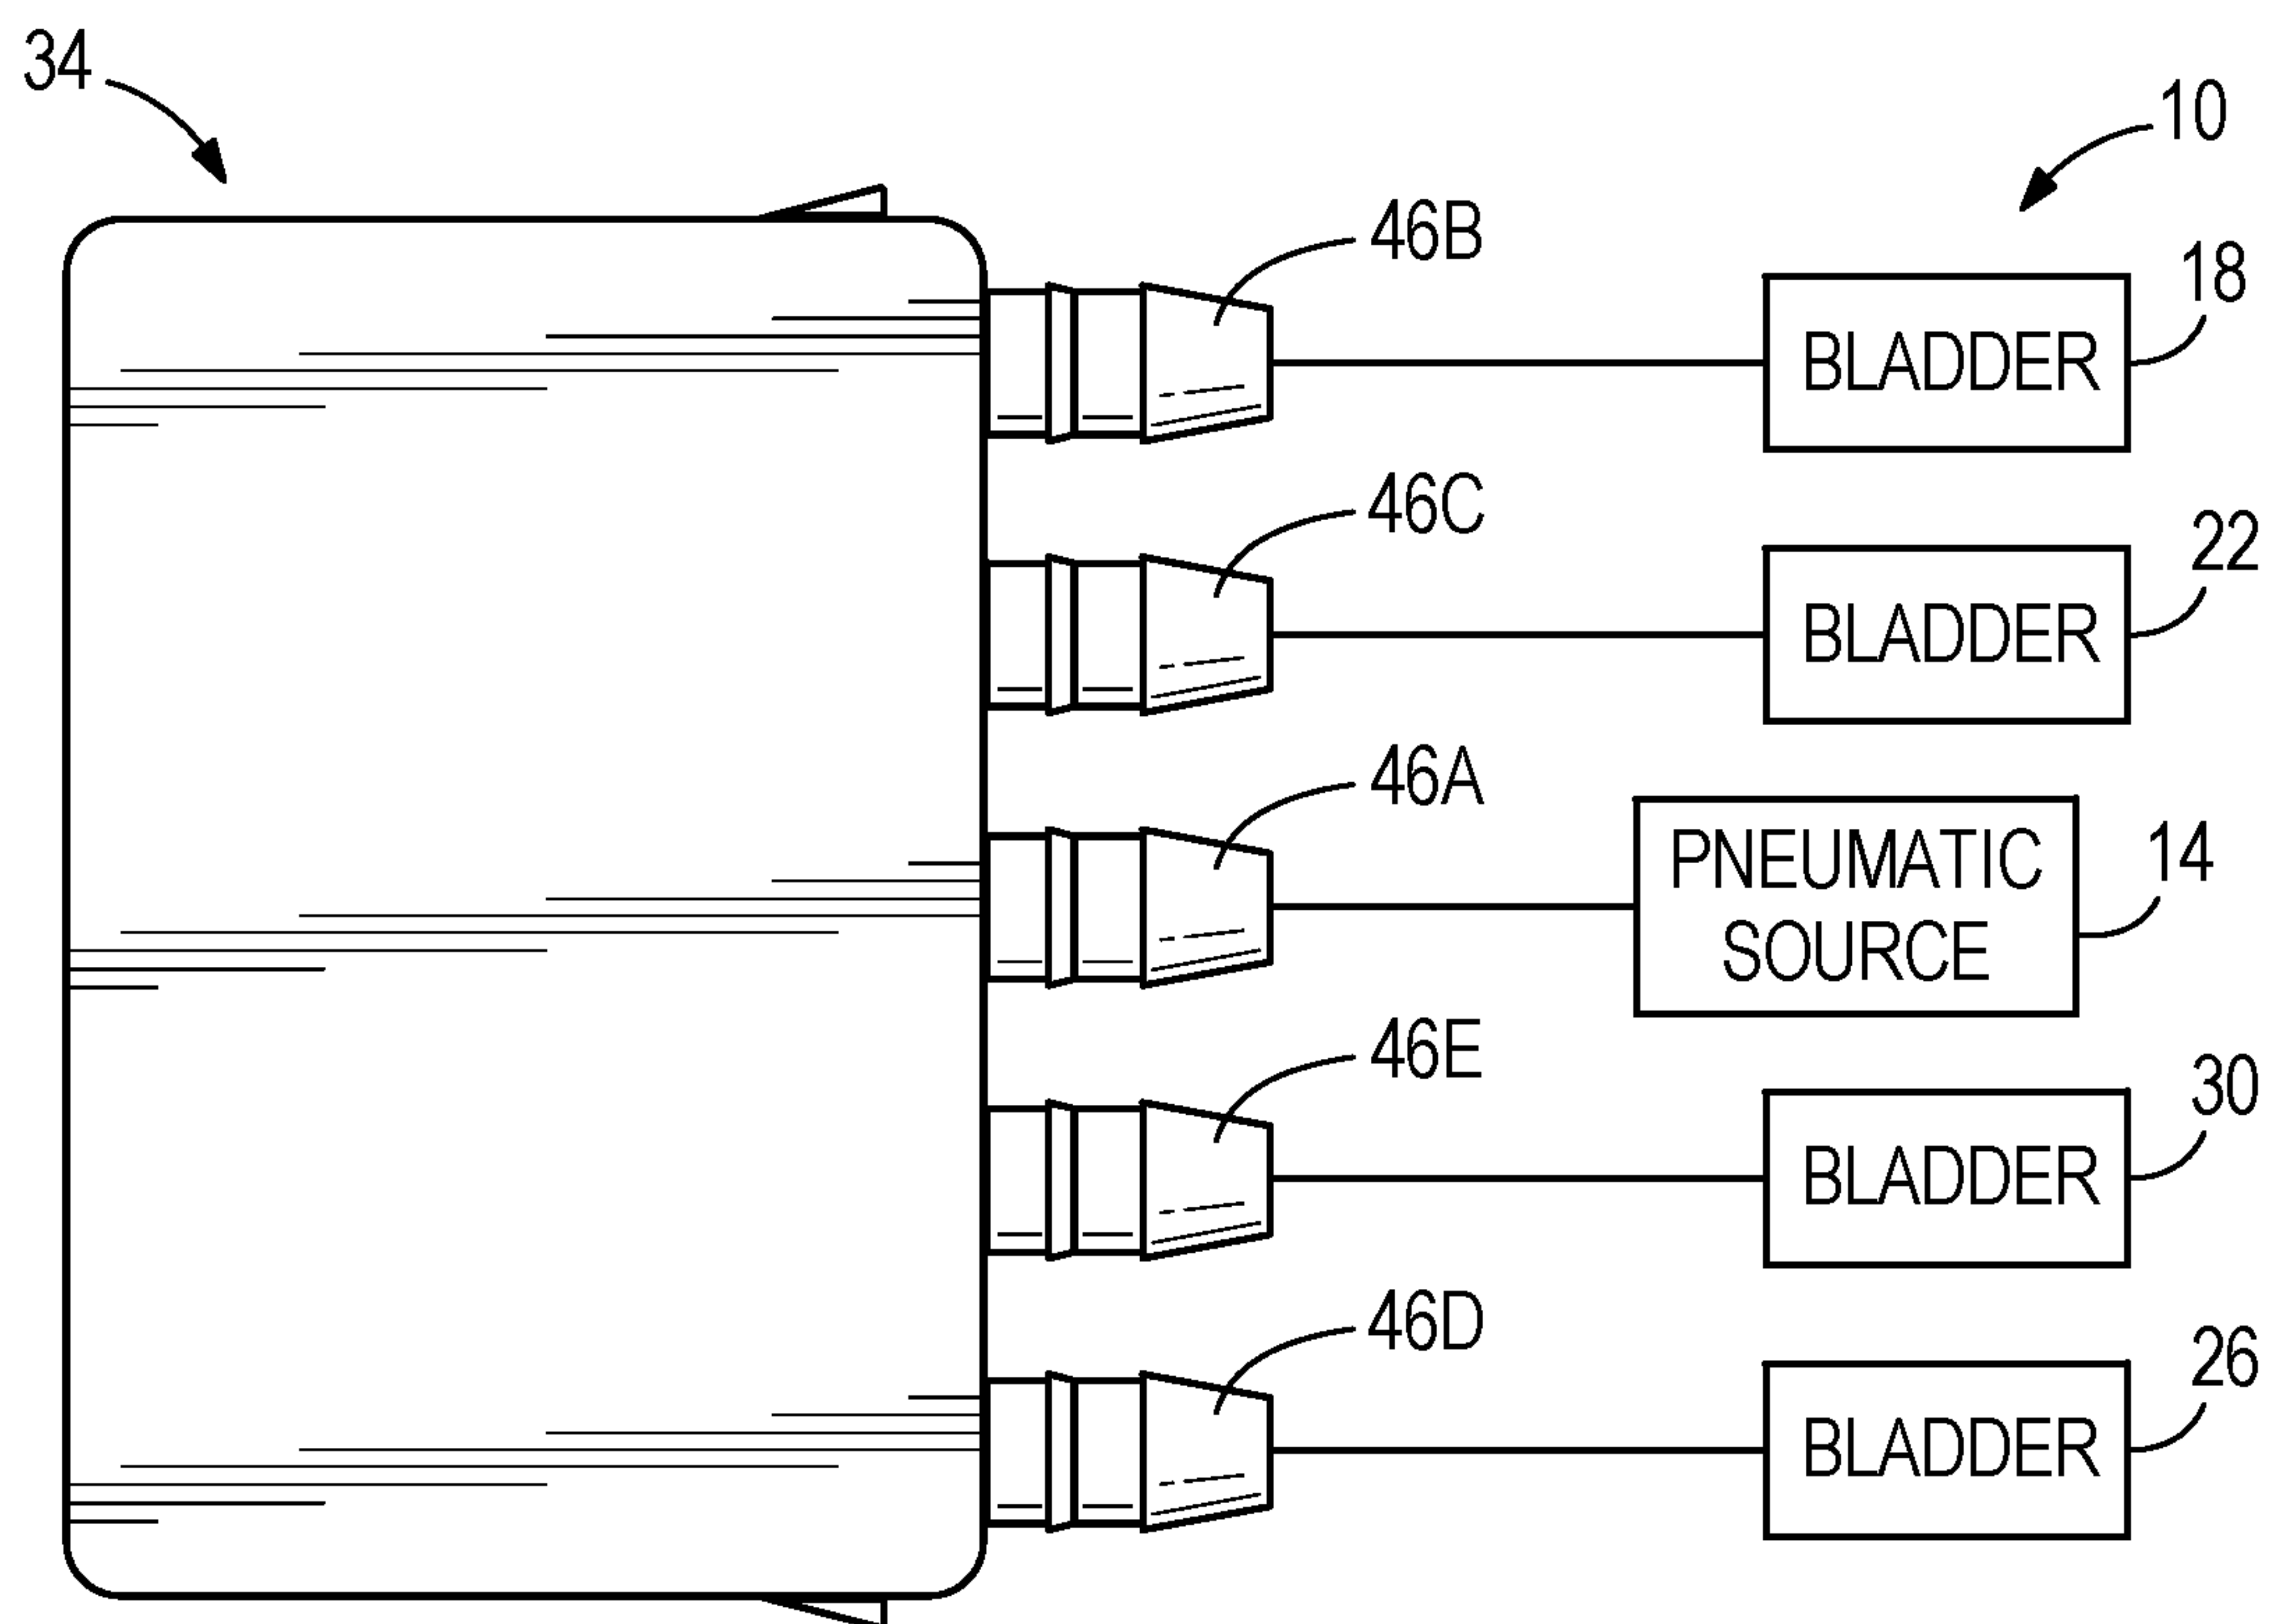 34
10
46B
18
BLADDER
46C
22
BLADDER
46A
14
PNEUMATIC
SOURCE
46E
30
BLADDER
46D
26
BLADDER